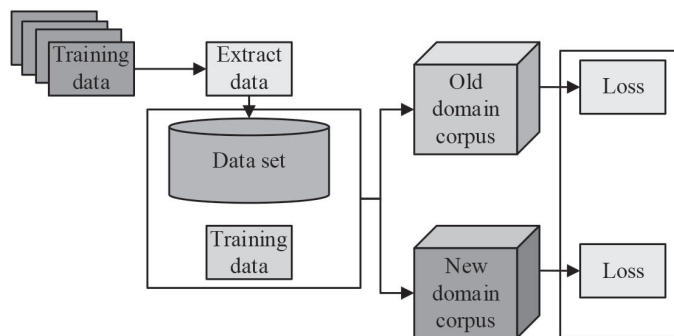 Training
data
Extract
data
Data set
Training
data
Old
domain
corpus
Loss
New
domain
corpus
Loss